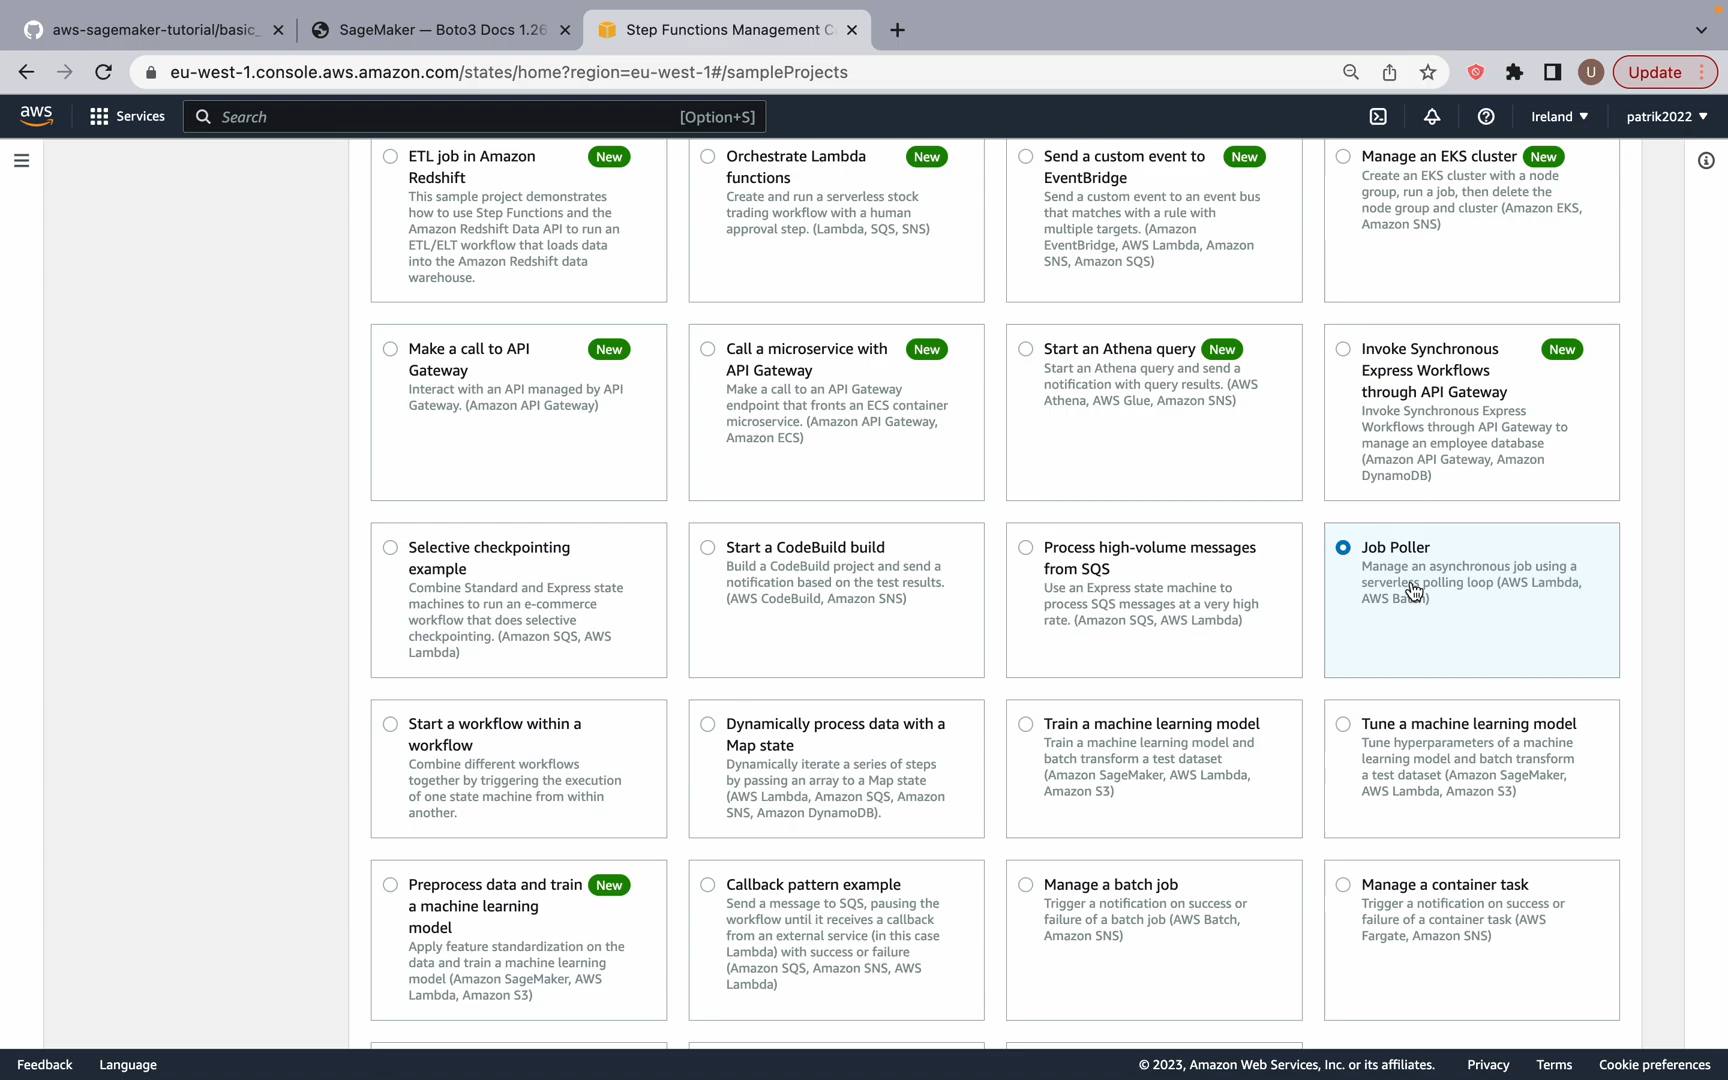 aws-sagemaker-tutorial/basic_
SageMaker — Boto3 Docs 1.26
Step Functions Management C
eu-west-1.console.aws.amazon.com/states/home?region=eu-west-1#/sampleProjects
U
Update
aws
Services
Search
[Option+S]
Ireland
patrik2022
ETL job in Amazon
Redshift
New
This sample project demonstrates
how to use Step Functions and the
Amazon Redshift Data API to run an
ETL/ELT workflow that loads data
into the Amazon Redshift data
warehouse.
Orchestrate Lambda
functions
New
Create and run a serverless stock
trading workflow with a human
approval step. (Lambda, SQS, SNS)
Send a custom event to
EventBridge
New
Send a custom event to an event bus
that matches with a rule with
multiple targets. (Amazon
EventBridge, AWS Lambda, Amazon
SNS, Amazon SQS)
Manage an EKS cluster
New
Create an EKS cluster with a node
group, run a job, then delete the
node group and cluster (Amazon EKS,
Amazon SNS)
Make a call to API
Gateway
New
Interact with an API managed by API
Gateway. (Amazon API Gateway)
Call a microservice with
API Gateway
New
Make a call to an API Gateway
endpoint that fronts an ECS container
microservice. (Amazon API Gateway,
Amazon ECS)
Start an Athena query
New
Start an Athena query and send a
notification with query results. (AWS
Athena, AWS Glue, Amazon SNS)
Invoke Synchronous
Express Workflows
through API Gateway
New
Invoke Synchronous Express
Workflows through API Gateway to
manage an employee database
(Amazon API Gateway, Amazon
DynamoDB)
Selective checkpointing
example
Combine Standard and Express state
machines to run an e-commerce
workflow that does selective
checkpointing. (Amazon SQS, AWS
Lambda)
Start a CodeBuild build
Build a CodeBuild project and send a
notification based on the test results.
(AWS CodeBuild, Amazon SNS)
Process high-volume messages
from SQS
Use an Express state machine to
process SQS messages at a very high
rate. (Amazon SQS, AWS Lambda)
Job Poller
Manage an asynchronous job using a
serverless polling loop (AWS Lambda,
AWS Batch)
Start a workflow within a
workflow
Combine different workflows
together by triggering the execution
of one state machine from within
another.
Dynamically process data with a
Map state
Dynamically iterate a series of steps
by passing an array to a Map state
(AWS Lambda, Amazon SQS, Amazon
SNS, Amazon DynamoDB).
Train a machine learning model
Train a machine learning model and
batch transform a test dataset
(Amazon SageMaker, AWS Lambda,
Amazon S3)
Tune a machine learning model
Tune hyperparameters of a machine
learning model and batch transform
a test dataset (Amazon SageMaker,
AWS Lambda, Amazon S3)
Preprocess data and train
a machine learning
model
New
Apply feature standardization on the
data and train a machine learning
model (Amazon SageMaker, AWS
Lambda, Amazon S3)
Callback pattern example
Send a message to SQS, pausing the
workflow until it receives a callback
from an external service (in this case
Lambda) with success or failure
(Amazon SQS, Amazon SNS, AWS
Lambda)
Manage a batch job
Trigger a notification on success or
failure of a batch job (AWS Batch,
Amazon SNS)
Manage a container task
Trigger a notification on success or
failure of a container task (AWS
Fargate, Amazon SNS)
Feedback
Language
© 2023, Amazon Web Services, Inc. or its affiliates.
Privacy
Terms
Cookie preferences